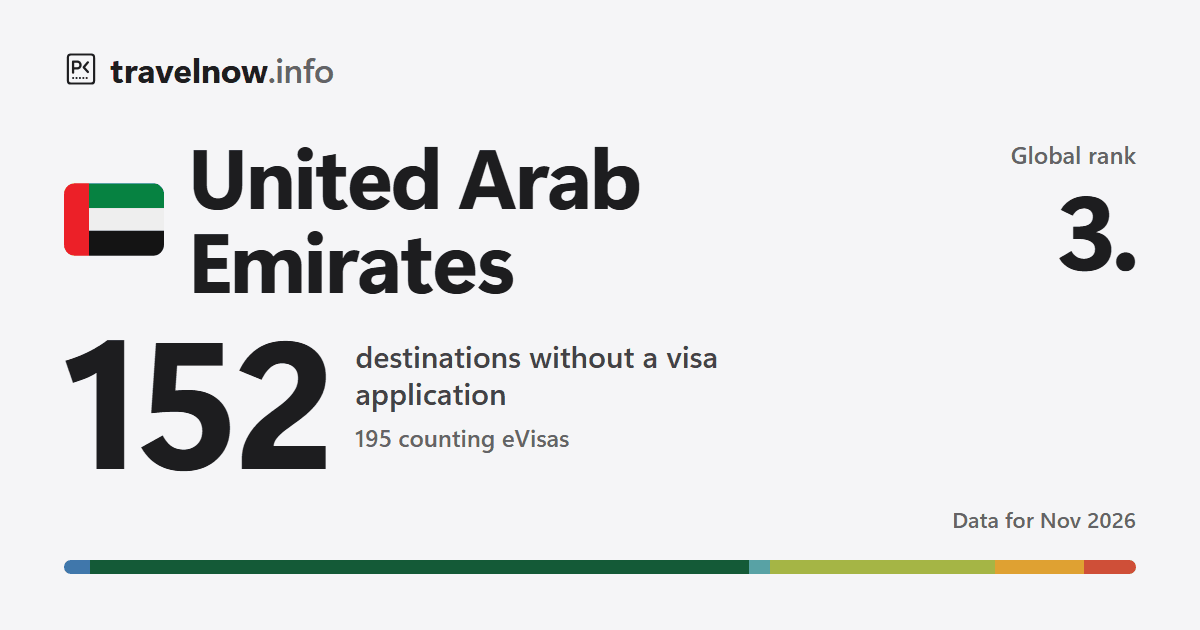 travelnow.info
United Arab
Emirates
Global rank
3.
152
destinations without a visa
application
195 counting eVisas
Data for Nov 2026